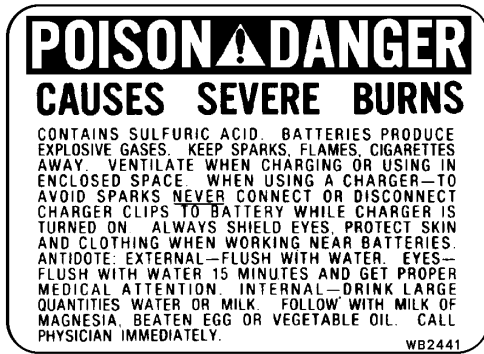 POISON DANGER
CAUSES SEVERE BURNS
CONTAINS SULFURIC ACID. BATTERIES PRODUCE
EXPLOSIVE GASES. KEEP SPARKS, FLAMES, CIGARETTES
AWAY. VENTILATE WHEN CHARGING OR USING IN
ENCLOSED SPACE. WHEN USING A CHARGER—TO
AVOID SPARKS NEVER CONNECT OR DISCONNECT
CHARGER CLIPS TO BATTERY WHILE CHARGER IS
TURNED ON. ALWAYS SHIELD EYES, PROTECT SKIN
AND CLOTHING WHEN WORKING NEAR BATTERIES.
ANTIDOTE: EXTERNAL—FLUSH WITH WATER. EYES—
FLUSH WITH WATER 15 MINUTES AND GET PROPER
MEDICAL ATTENTION. INTERNAL—DRINK LARGE
QUANTITIES WATER OR MILK. FOLLOW WITH MILK OF
MAGNESIA, BEATEN EGG OR VEGETABLE OIL. CALL
PHYSICIAN IMMEDIATELY.
WB2441